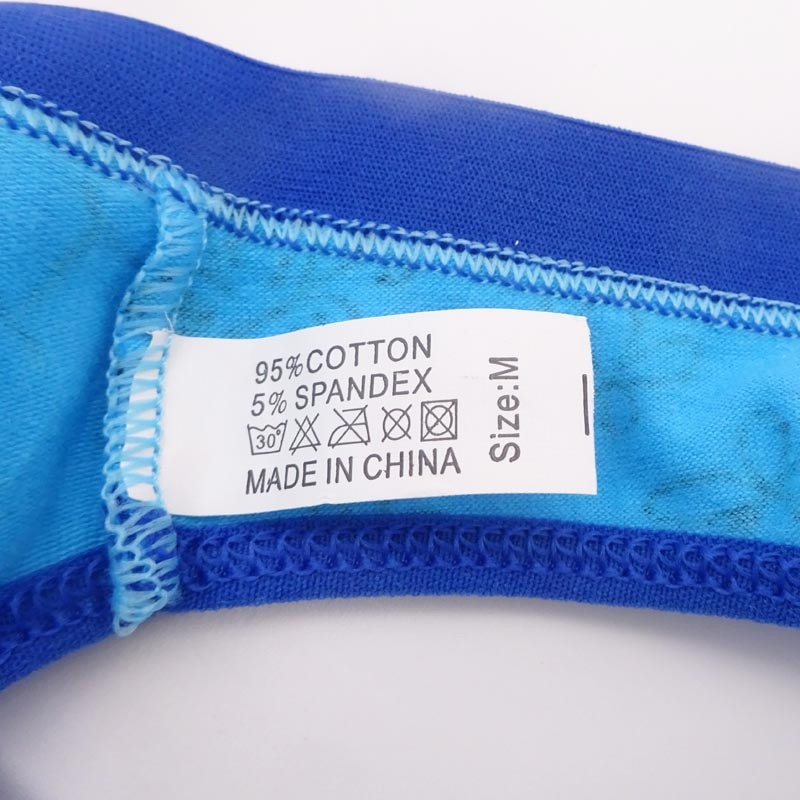 95% COTTON
5% SPANDEX
30°
MADE IN CHINA
Size:M